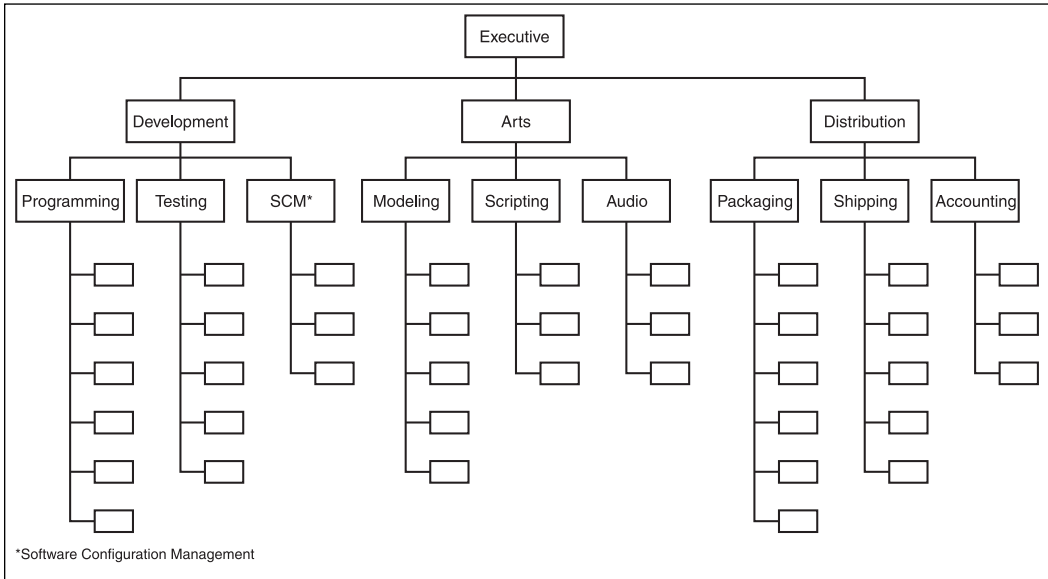 Executive
Development
Arts
Distribution
Programming
Testing
SCM*
Modeling
Scripting
Audio
Packaging
Shipping
Accounting
*Software Configuration Management